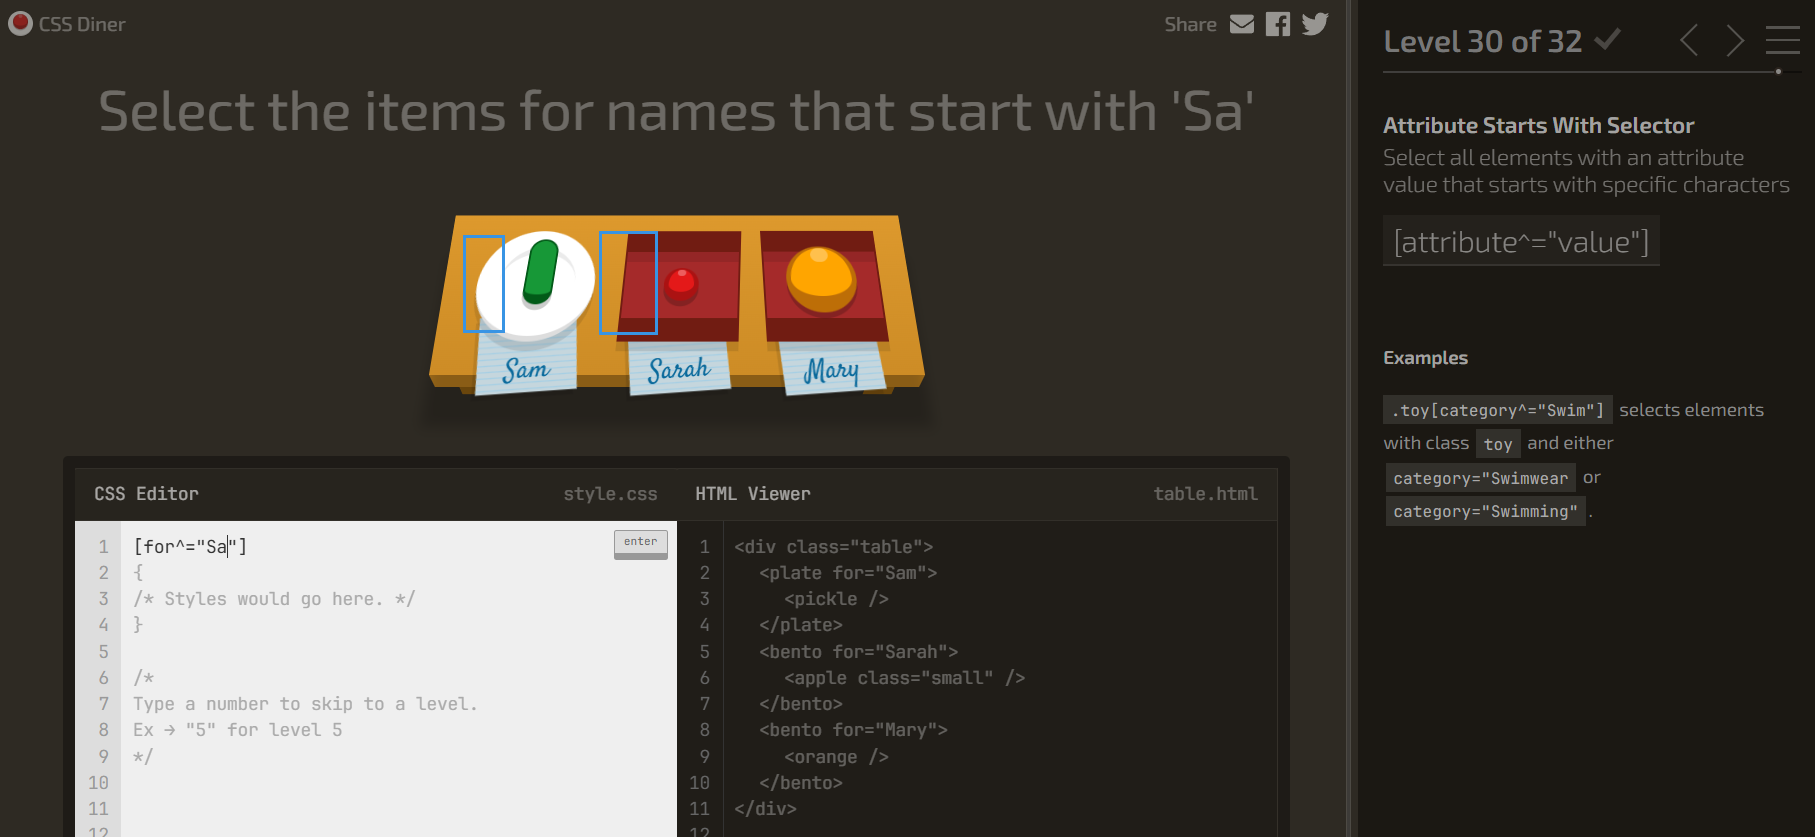 CSS Diner
Share
Select the items for names that start with 'Sa'
Sam
Sarah
Mary
CSS Editor
style.css
HTML Viewer
table.html
1 [for^="Sa"]
enter
2 {
3 /* Styles would go here. */
4 }
5
6 /*
7 Type a number to skip to a level.
8 Ex → "5" for level 5
9 */
10
11
12
1 <div class="table">
2 <plate for="Sam">
3 <pickle />
4 </plate>
5 <bento for="Sarah">
6 <apple class="small" />
7 </bento>
8 <bento for="Mary">
9 <orange />
10 </bento>
11 </div>
12
Level 30 of 32
Attribute Starts With Selector
Select all elements with an attribute
value that starts with specific characters
[attribute^="value"]
Examples
.toy[category^="Swim"] selects elements
with class toy and either
category="Swimwear or
category="Swimming" .